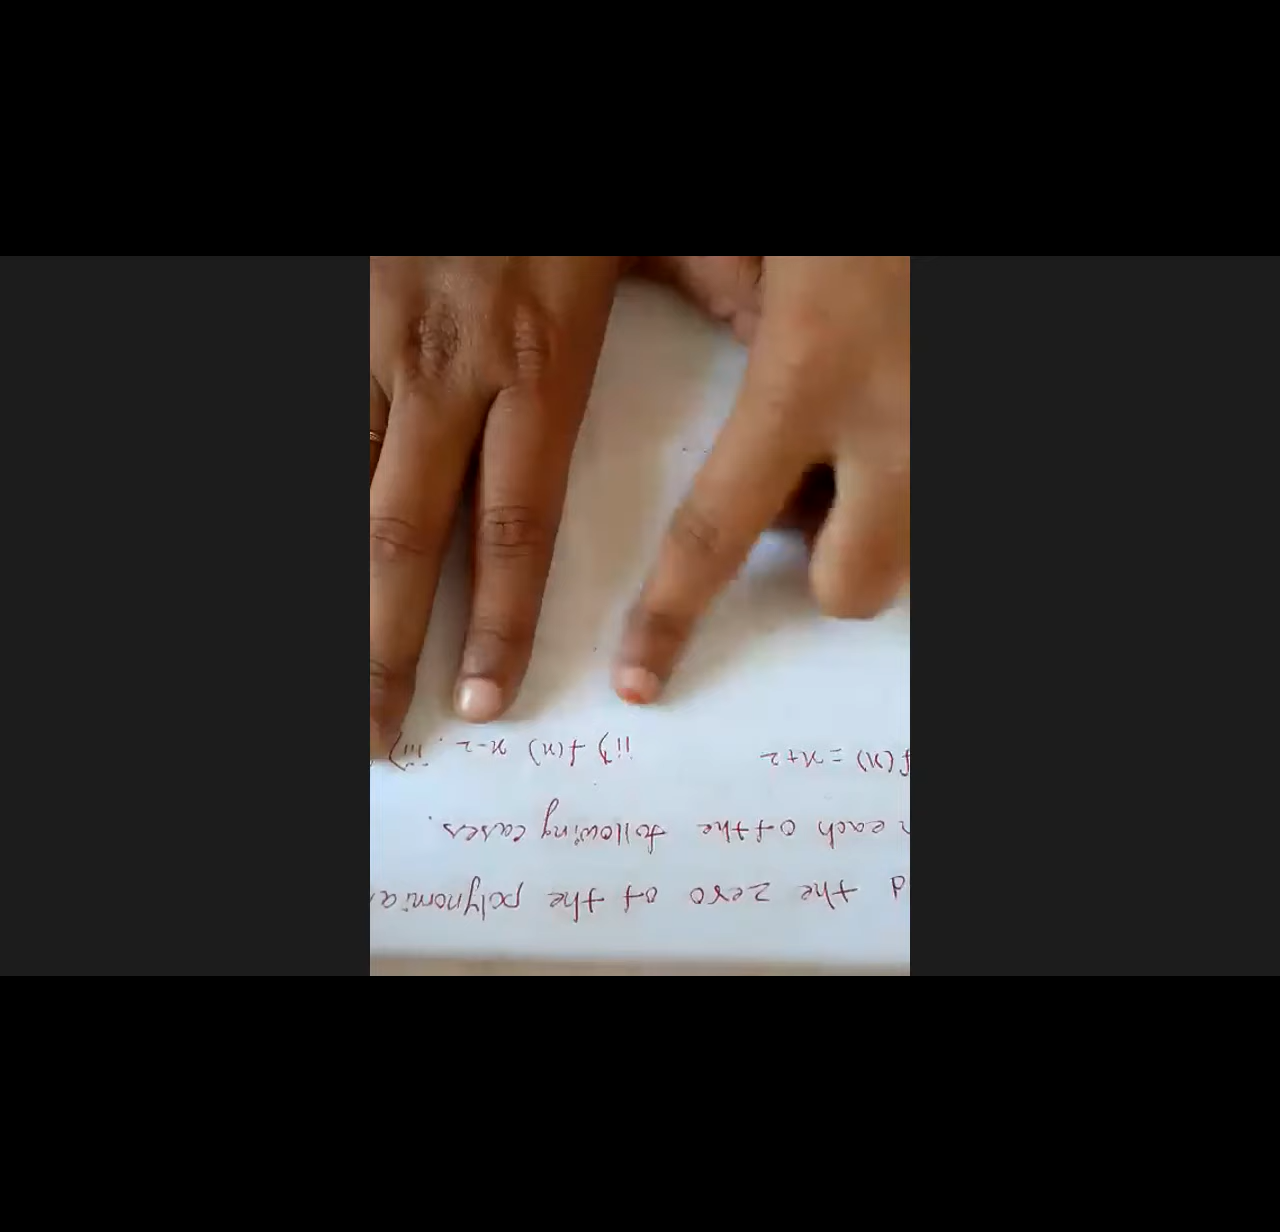 the zero of the polynomia
each of the following cases.
f(x) = x+2 ii) f(x) x-2. iii)